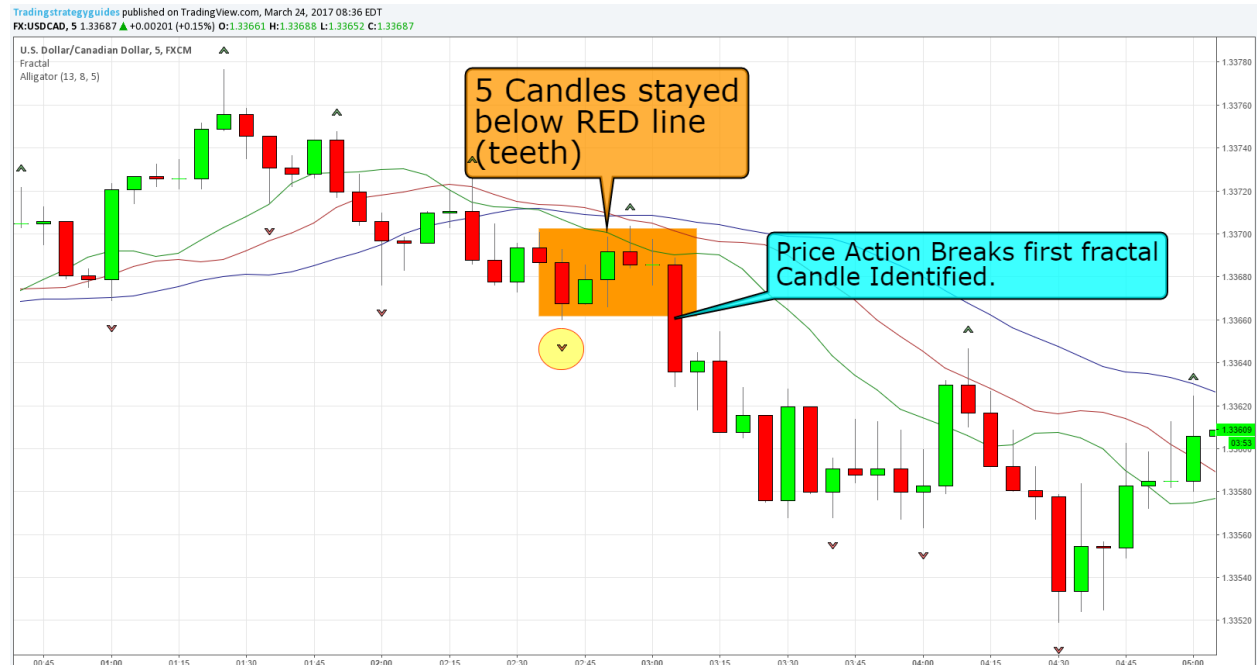 Tradingstrategyguides published on TradingView.com, March 24, 2017 08:36 EDT
FX:USDCAD, 5 1.33687 ▲ +0.00201 (+0.15%) O:1.33661 H:1.33688 L:1.33652 C:1.33687
U.S. Dollar/Canadian Dollar, 5, FXCM
Fractal
Alligator (13, 8, 5)
5 Candles stayed
below RED line
(teeth)
Price Action Breaks first fractal
Candle Identified.
1.33780
1.33760
1.33740
1.33720
1.33700
1.33680
1.33660
1.33640
1.33620
1.33609
03:53
1.33580
1.33560
1.33540
1.33520
00:45 01:00 01:15 01:30 01:45 02:00 02:15 02:30 02:45 03:00 03:15 03:30 03:45 04:00 04:15 04:30 04:45 05:00